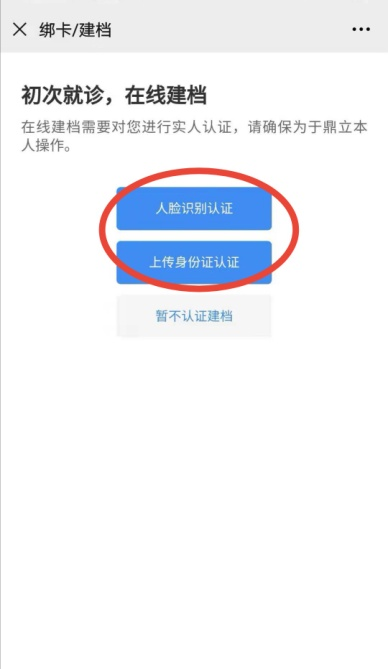 绑卡/建档
初次就诊，在线建档
在线建档需要对您进行实人认证，请确保为于鼎立本
人操作。
人脸识别认证
上传身份证认证
暂不认证建档